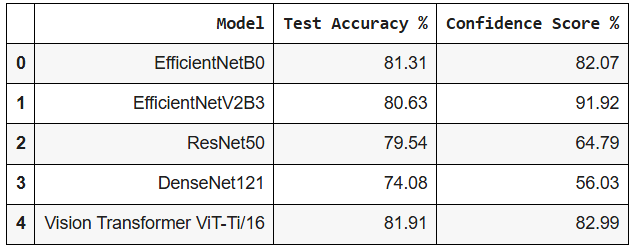 Model Test Accuracy % Confidence Score %
0 EfficientNetB0 81.31 82.07
1 EfficientNetV2B3 80.63 91.92
2 ResNet50 79.54 64.79
3 DenseNet121 74.08 56.03
4 Vision Transformer ViT-Ti/16 81.91 82.99